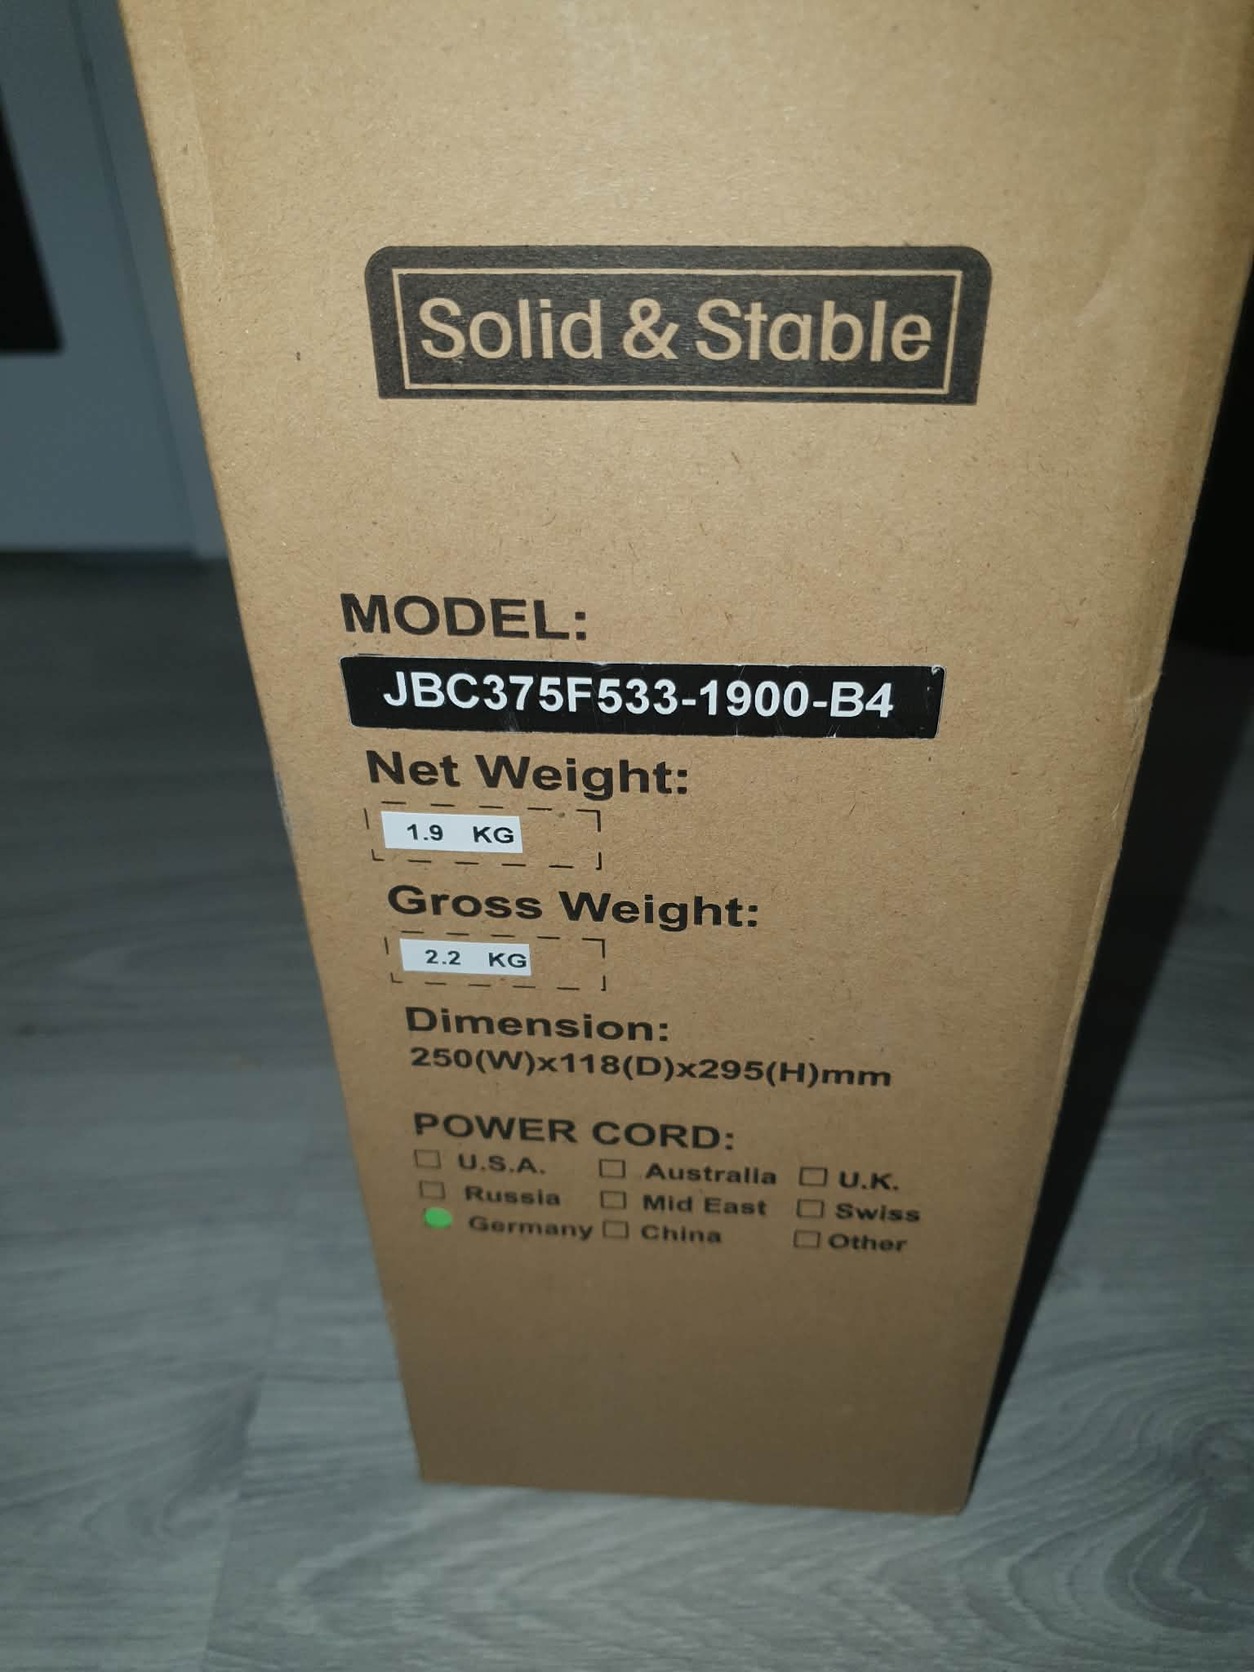 Solid & Stable
MODEL:
JBC375F533-1900-B4
Net Weight:
1.9 KG
Gross Weight:
2.2 KG
Dimension:
250(W)x118(D)x295(H)mm
POWER CORD:
U.S.A. Australia U.K.
Russia Mid East Swiss
Germany China Other